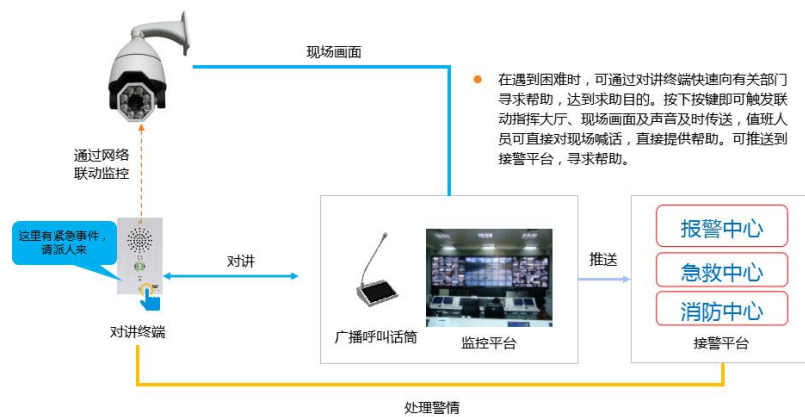 现场画面
在遇到困难时，可通过对讲终端快速向有关部门
寻求帮助，达到求助目的。按下按键即可触发联
动指挥大厅、现场画面及声音及时传送，值班人
员可直接对现场喊话，直接提供帮助。可推送到
接警平台，寻求帮助。
通过网络
联动监控
这里有紧急事件，
请派人来
对讲
推送
报警中心
急救中心
消防中心
对讲终端
广播呼叫话筒
监控平台
接警平台
处理警情